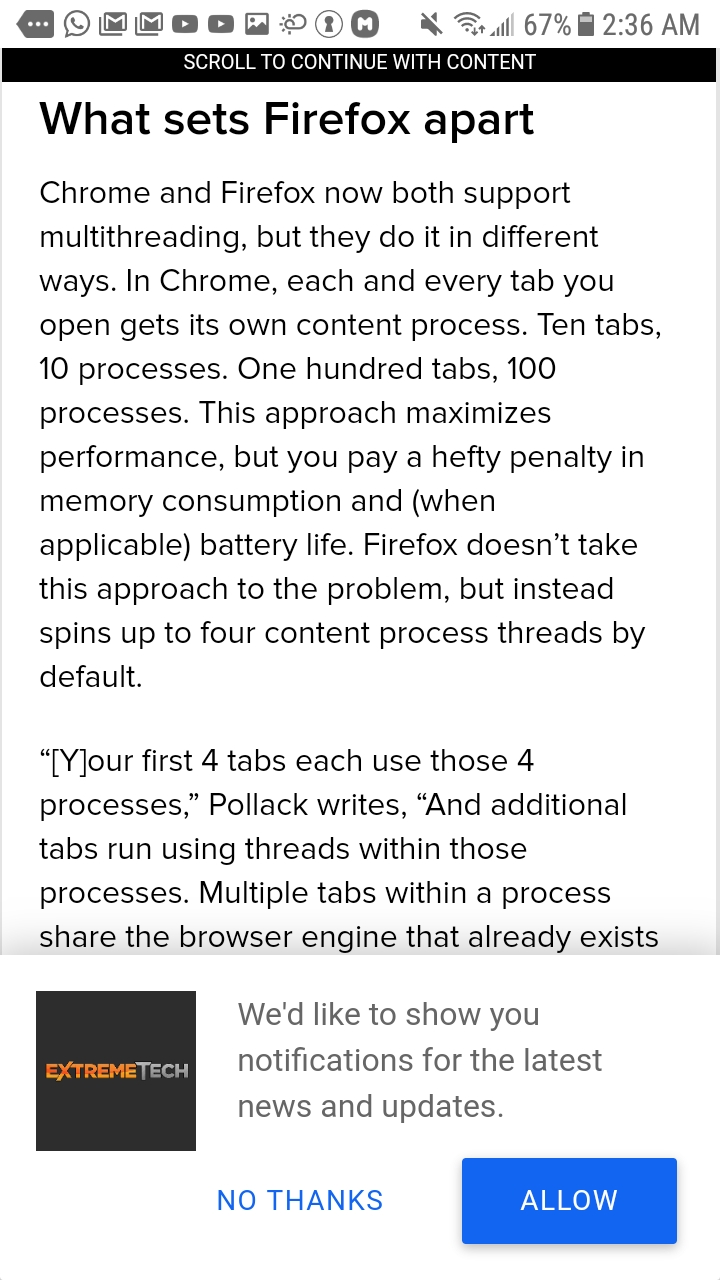 67% 2:36 AM
SCROLL TO CONTINUE WITH CONTENT
What sets Firefox apart
Chrome and Firefox now both support
multithreading, but they do it in different
ways. In Chrome, each and every tab you
open gets its own content process. Ten tabs,
10 processes. One hundred tabs, 100
processes. This approach maximizes
performance, but you pay a hefty penalty in
memory consumption and (when
applicable) battery life. Firefox doesn’t take
this approach to the problem, but instead
spins up to four content process threads by
default.
“[Y]our first 4 tabs each use those 4
processes,” Pollack writes, “And additional
tabs run using threads within those
processes. Multiple tabs within a process
share the browser engine that already exists
EXTREMETECH
We'd like to show you
notifications for the latest
news and updates.
NO THANKS
ALLOW